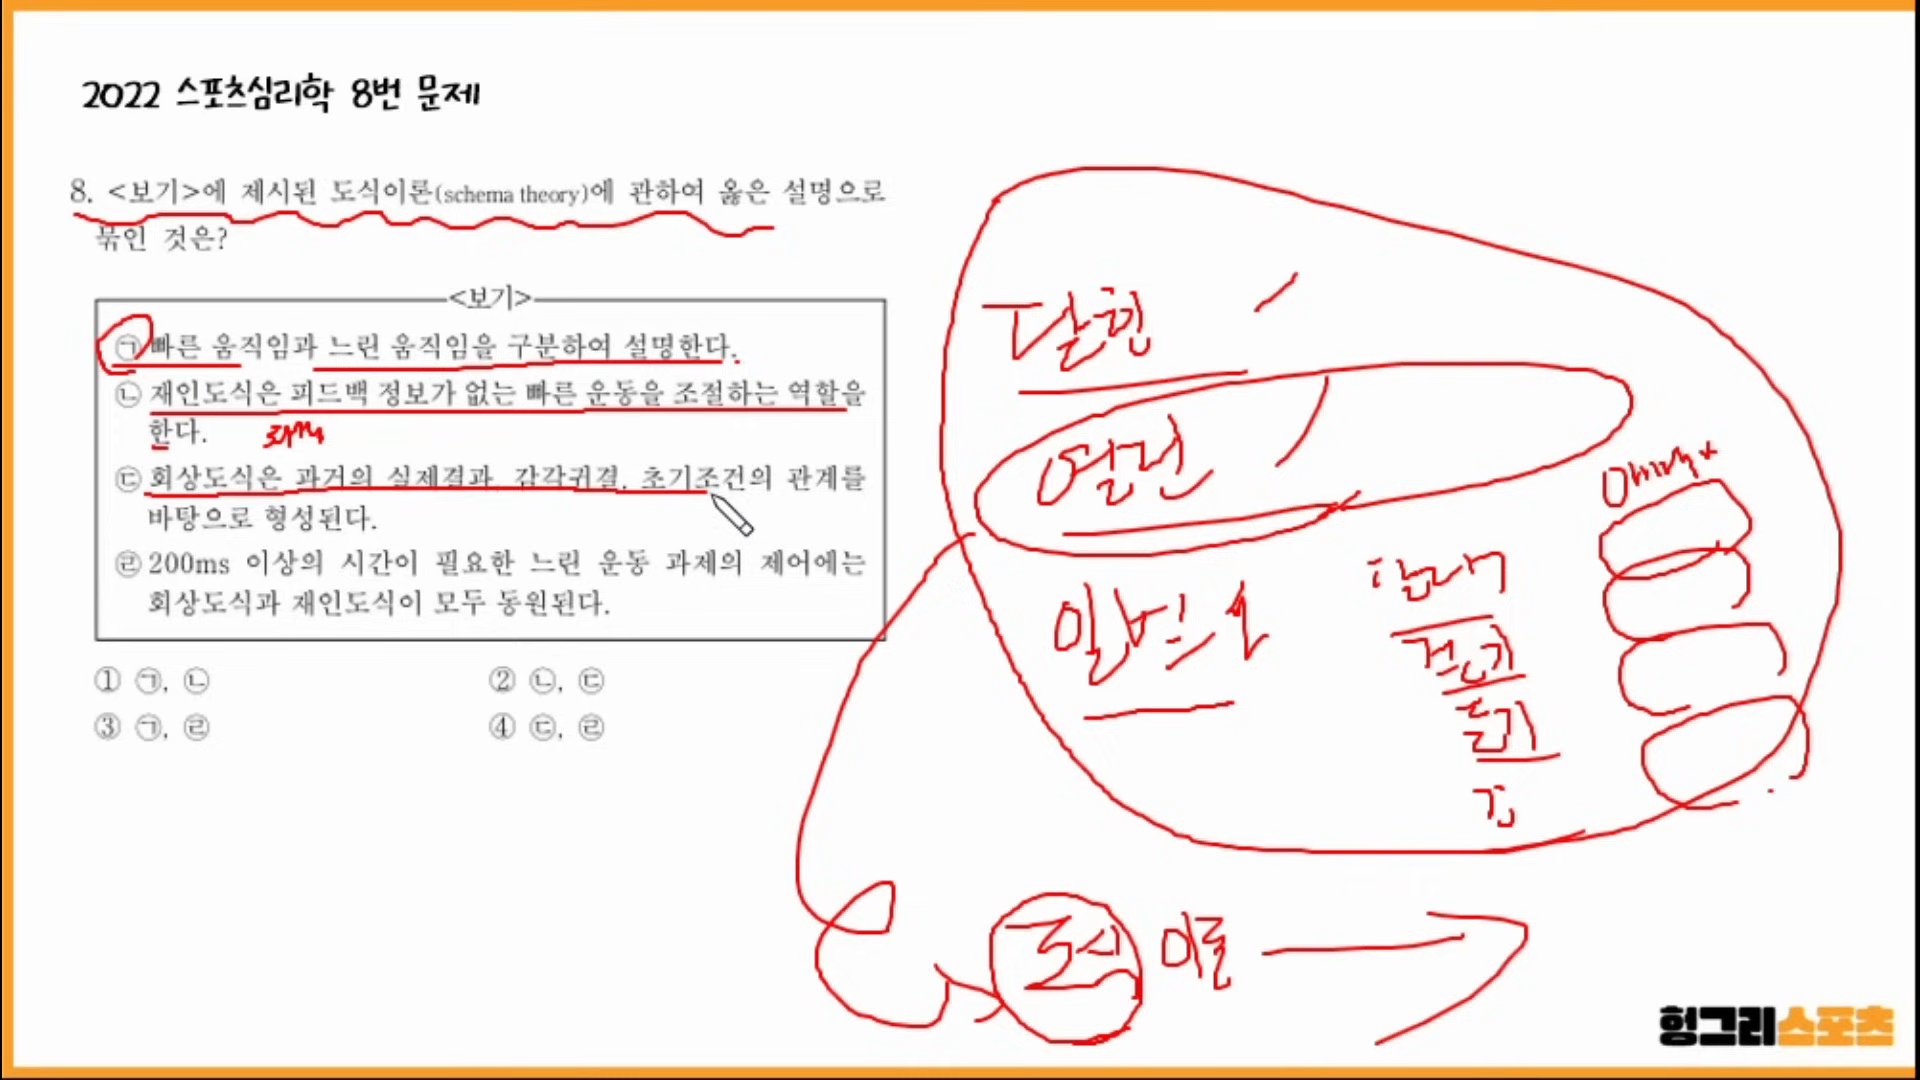 2022 스포츠심리학 8번 문제
8. <보기>에 제시된 도식이론(schema theory)에 관하여 옳은 설명으로
묶인 것은?
<보기>
㉠ 빠른 움직임과 느린 움직임을 구분하여 설명한다.
㉡ 재인도식은 피드백 정보가 없는 빠른 운동을 조절하는 역할을
한다.
㉢ 회상도식은 과거의 실제결과, 감각귀결, 초기조건의 관계를
바탕으로 형성된다.
㉣ 200ms 이상의 시간이 필요한 느린 운동 과제의 제어에는
회상도식과 재인도식이 모두 동원된다.
① ㉠, ㉡
② ㉡, ㉢
③ ㉠, ㉣
④ ㉢, ㉣
일반
달리기
걷기
도식 이론
헝그리스포츠